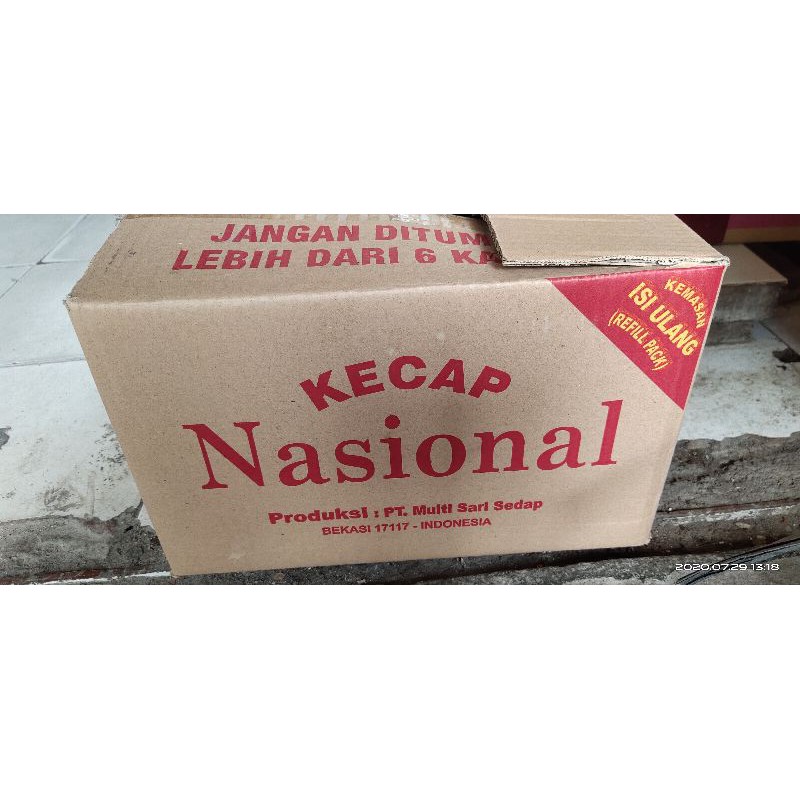 JANGAN DITUM
LEBIH DARI 6 KA
KEMASAN
ISI ULANG
(REFILL PACK)
KECAP
Nasional
Produksi : PT. Multi Sari Sedap
BEKASI 17117 - INDONESIA
2020.07.29 13:18